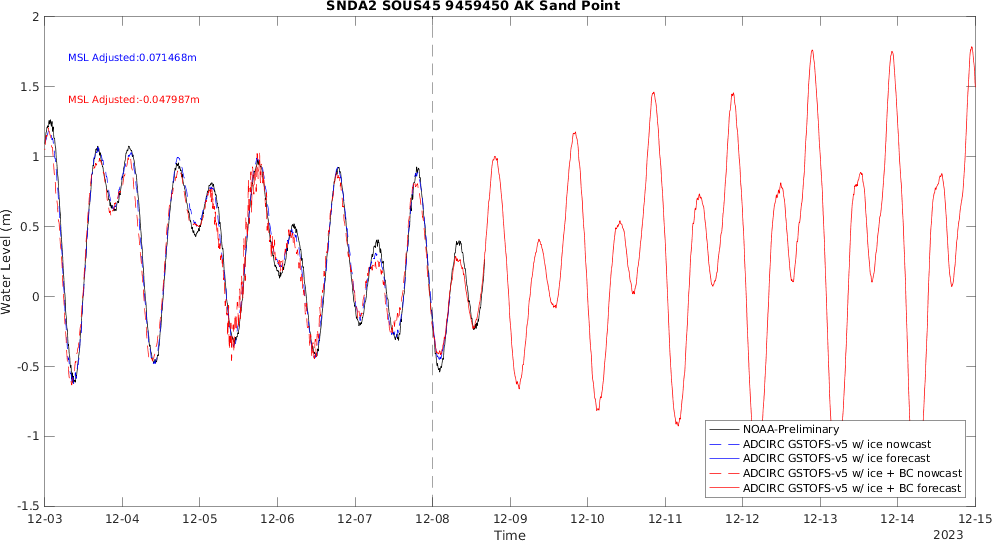 SNDA2 SOUS45 9459450 AK Sand Point
MSL Adjusted:0.071468m
MSL Adjusted:-0.047987m
Water Level (m)
2
1.5
1
0.5
0
-0.5
-1
-1.5
NOAA-Preliminary
ADCIRC GSTOFS-v5 w/ ice nowcast
ADCIRC GSTOFS-v5 w/ ice forecast
ADCIRC GSTOFS-v5 w/ ice + BC nowcast
ADCIRC GSTOFS-v5 w/ ice + BC forecast
12-03 12-04 12-05 12-06 12-07 12-08 12-09 12-10 12-11 12-12 12-13 12-14 12-15
Time
2023